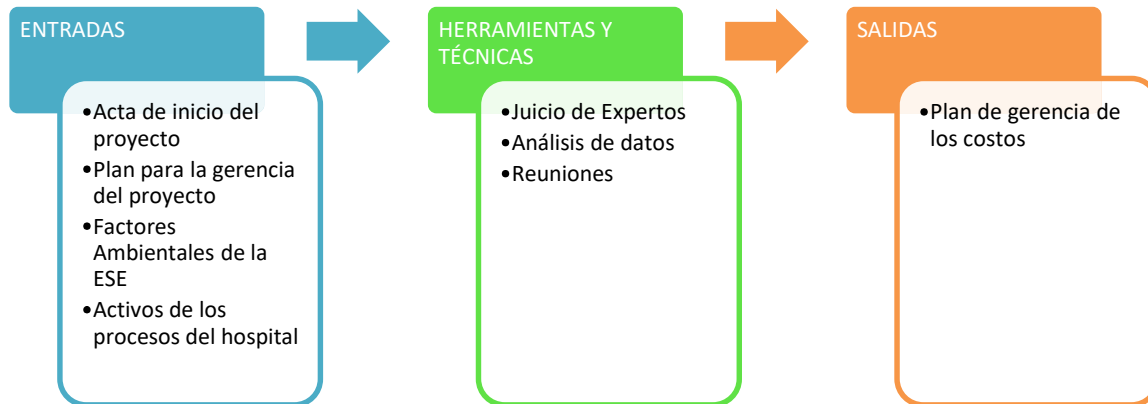 ENTRADAS
•Acta de inicio del
proyecto
•Plan para la gerencia
del proyecto
•Factores
Ambientales de la
ESE
•Activos de los
procesos del hospital
HERRAMIENTAS Y
TÉCNICAS
•Juicio de Expertos
•Análisis de datos
•Reuniones
SALIDAS
•Plan de gerencia de
los costos